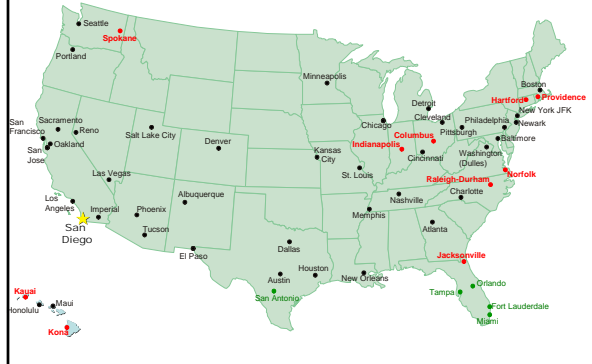 Seattle
Spokane
Portland
Minneapolis
Boston
Hartford
Providence
Detroit
Cleveland
New York JFK
Chicago
Philadelphia
Newark
San
Francisco
Sacramento
Reno
Salt Lake City
Columbus
Pittsburgh
Baltimore
Oakland
San
Jose
Denver
Kansas
City
Indianapolis
Cincinnati
Washington
(Dulles)
St. Louis
Las Vegas
Norfolk
Raleigh-Durham
Los
Angeles
Imperial
Phoenix
Albuquerque
Nashville
Charlotte
Memphis
San
Diego
Tucson
Atlanta
El Paso
Dallas
Jacksonville
Austin
Houston
New Orleans
San Antonio
Orlando
Tampa
Fort Lauderdale
Miami
Kauai
Honolulu
Maui
Kona